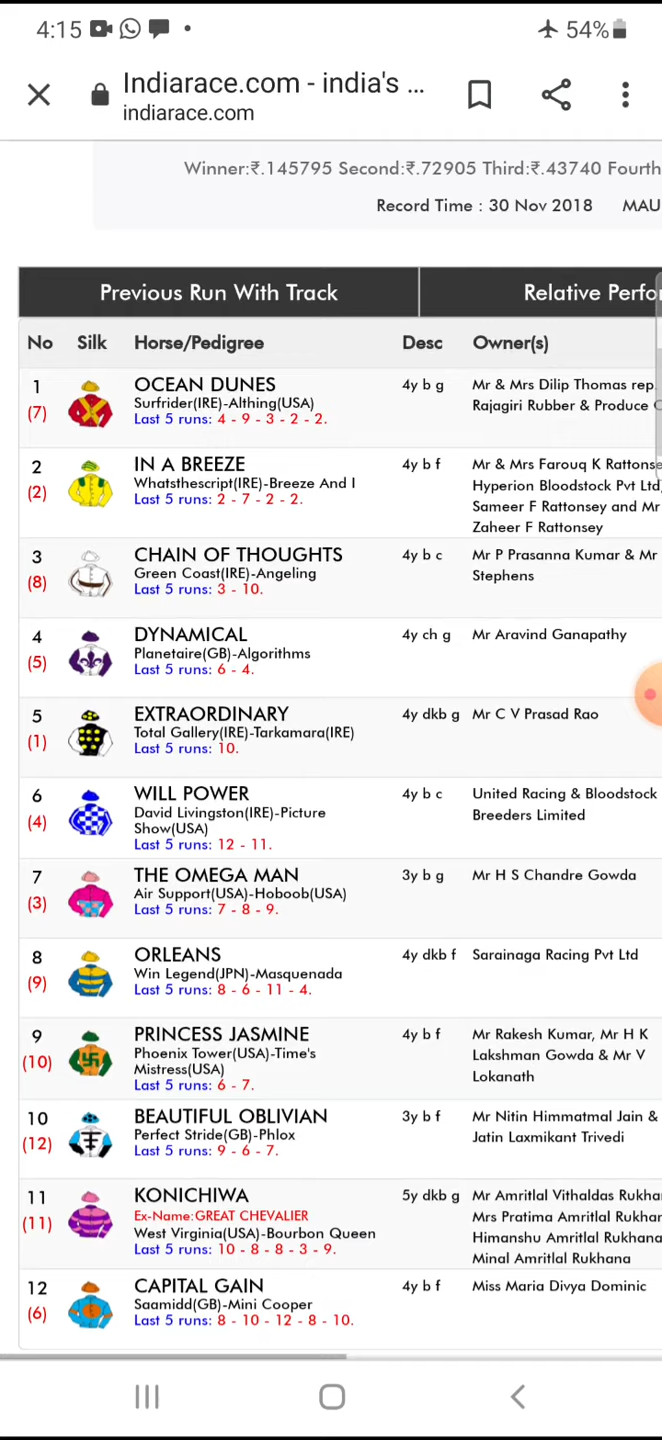 4:15 54%
Indiarace.com - india's ...
indiarace.com
Winner:₹.145795 Second:₹.72905 Third:₹.43740 Fourth
Record Time : 30 Nov 2018 MAU
Previous Run With Track Relative Perfo
No Silk Horse/Pedigree Desc Owner(s)
1 OCEAN DUNES 4y b g Mr & Mrs Dilip Thomas rep.
(7) Surfrider(IRE)-Althing(USA) Rajagiri Rubber & Produce C
Last 5 runs: 4 - 9 - 3 - 2 - 2.
2 IN A BREEZE 4y b f Mr & Mrs Farouq K Rattonse
(2) Whatsthescript(IRE)-Breeze And I Hyperion Bloodstock Pvt Ltd,
Last 5 runs: 2 - 7 - 2 - 2. Sameer F Rattonsey and Mr
Zaheer F Rattonsey
3 CHAIN OF THOUGHTS 4y b c Mr P Prasanna Kumar & Mr
(8) Green Coast(IRE)-Angeling Stephens
Last 5 runs: 3 - 10.
4 DYNAMICAL 4y ch g Mr Aravind Ganapathy
(5) Planetaire(GB)-Algorithms
Last 5 runs: 6 - 4.
5 EXTRAORDINARY 4y dkb g Mr C V Prasad Rao
(1) Total Gallery(IRE)-Tarkamara(IRE)
Last 5 runs: 10.
6 WILL POWER 4y b c United Racing & Bloodstock
(4) David Livingston(IRE)-Picture Breeders Limited
Show(USA)
Last 5 runs: 12 - 11.
7 THE OMEGA MAN 3y b g Mr H S Chandre Gowda
(3) Air Support(USA)-Hoboob(USA)
Last 5 runs: 7 - 8 - 9.
8 ORLEANS 4y dkb f Sarainaga Racing Pvt Ltd
(9) Win Legend(JPN)-Masquenada
Last 5 runs: 8 - 6 - 11 - 4.
9 PRINCESS JASMINE 4y b f Mr Rakesh Kumar, Mr H K
(10) Phoenix Tower(USA)-Time's Lakshman Gowda & Mr V
Mistress(USA) Lokanath
Last 5 runs: 6 - 7.
10 BEAUTIFUL OBLIVIAN 3y b f Mr Nitin Himmatmal Jain &
(12) Perfect Stride(GB)-Phlox Jatin Laxmikant Trivedi
Last 5 runs: 9 - 6 - 7.
11 KONICHIWA 5y dkb g Mr Amritlal Vithaldas Rukha
(11) Ex-Name:GREAT CHEVALIER Mrs Pratima Amritlal Rukhar
West Virginia(USA)-Bourbon Queen Himanshu Amritlal Rukhana
Last 5 runs: 10 - 8 - 8 - 3 - 9. Minal Amritlal Rukhana
12 CAPITAL GAIN 4y b f Miss Maria Divya Dominic
(6) Saamidd(GB)-Mini Cooper
Last 5 runs: 8 - 10 - 12 - 8 - 10.